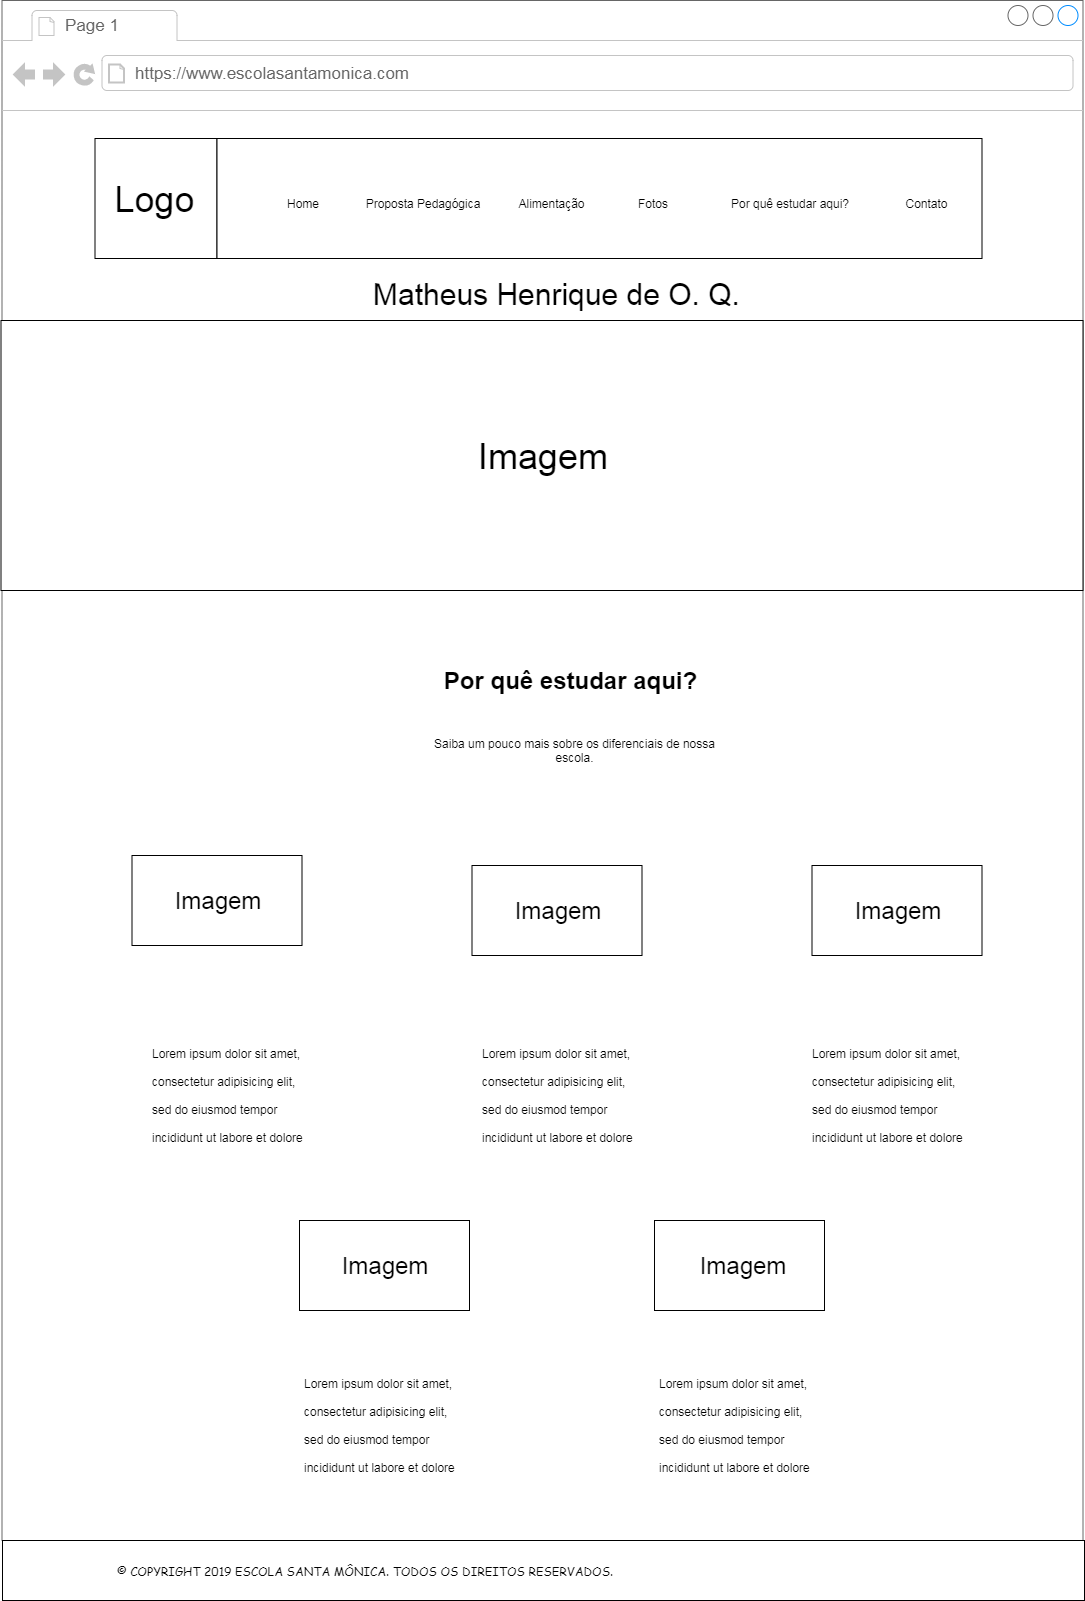 Page 1
https://www.escolasantamonica.com
Logo
Home
Proposta Pedagógica
Alimentação
Fotos
Por quê estudar aqui?
Contato
Matheus Henrique de O. Q.
Imagem
Por quê estudar aqui?
Saiba um pouco mais sobre os diferenciais de nossa
escola.
Imagem
Imagem
Imagem
Lorem ipsum dolor sit amet,
consectetur adipisicing elit,
sed do eiusmod tempor
incididunt ut labore et dolore
Lorem ipsum dolor sit amet,
consectetur adipisicing elit,
sed do eiusmod tempor
incididunt ut labore et dolore
Lorem ipsum dolor sit amet,
consectetur adipisicing elit,
sed do eiusmod tempor
incididunt ut labore et dolore
Imagem
Imagem
Lorem ipsum dolor sit amet,
consectetur adipisicing elit,
sed do eiusmod tempor
incididunt ut labore et dolore
Lorem ipsum dolor sit amet,
consectetur adipisicing elit,
sed do eiusmod tempor
incididunt ut labore et dolore
© COPYRIGHT 2019 ESCOLA SANTA MÔNICA. TODOS OS DIREITOS RESERVADOS.